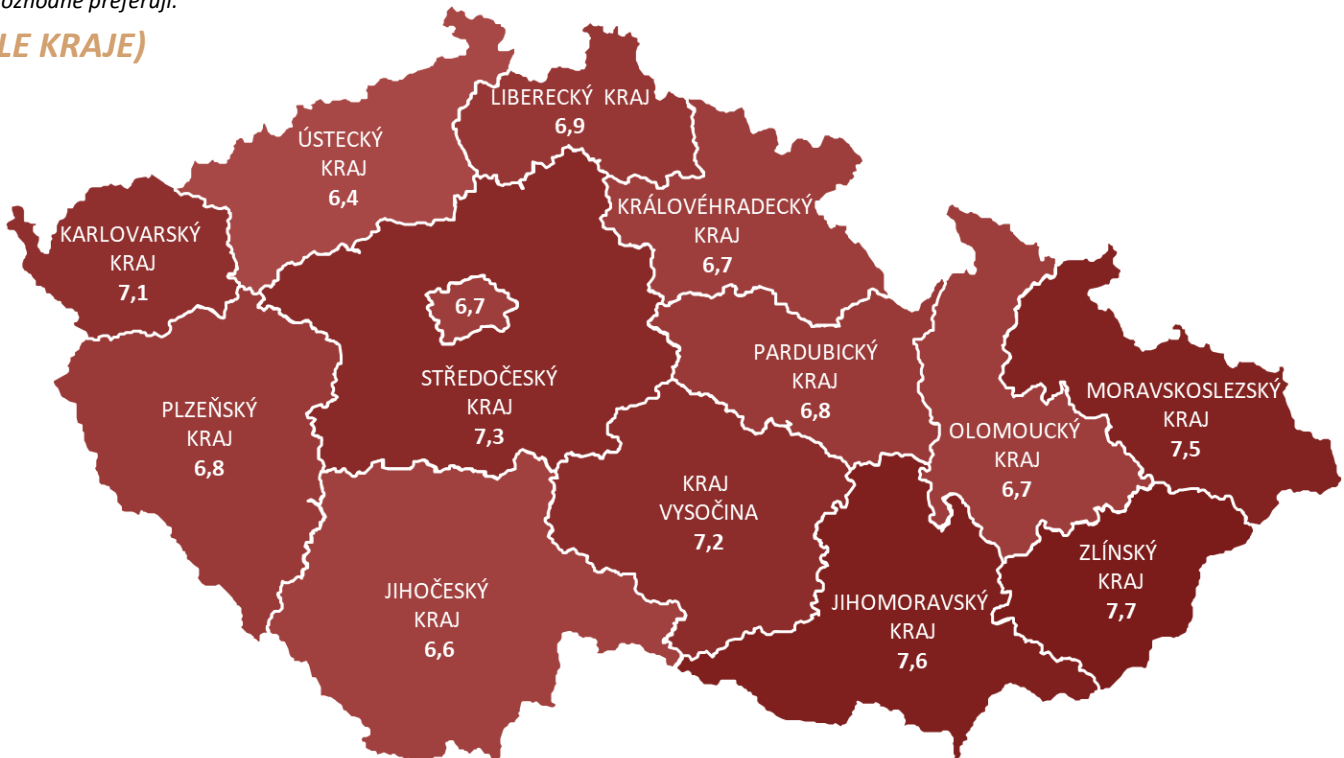 ozhodně preferují.
LE KRAJE)
LIBERECKÝ KRAJ
6,9
ÚSTECKÝ
KRAJ
6,4
KRÁLOVÉHRADECKÝ
KRAJ
6,7
KARLOVARSKÝ
KRAJ
7,1
6,7
STŘEDOČESKÝ
KRAJ
7,3
PARDUBICKÝ
KRAJ
6,8
MORAVSKOSLEZSKÝ
KRAJ
7,5
PLZEŇSKÝ
KRAJ
6,8
OLOMOUCKÝ
KRAJ
6,7
KRAJ
VYSOČINA
7,2
ZLÍNSKÝ
KRAJ
7,7
JIHOČESKÝ
KRAJ
6,6
JIHOMORAVSKÝ
KRAJ
7,6